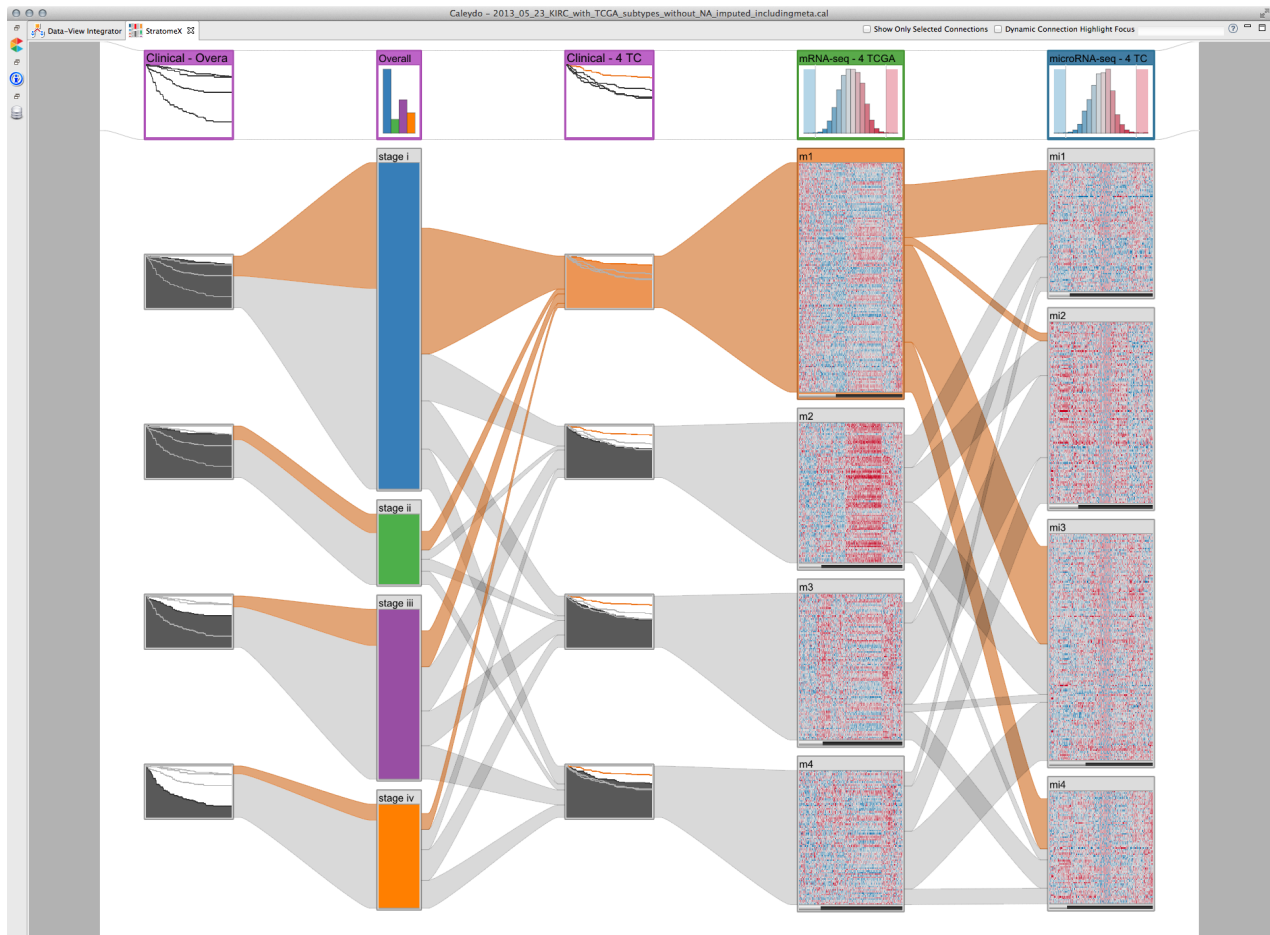 Caleydo - 2013_05_23_KIRC_with_TCGA_subtypes_without_NA_imputed_includingmeta.cal
Data-View Integrator
StratomeX
Show Only Selected Connections
Dynamic Connection Highlight Focus
Clinical - Overa
Overall
Clinical - 4 TC
mRNA-seq - 4 TCGA
microRNA-seq - 4 TC
stage i
m1
mi1
mi2
m2
stage ii
mi3
m3
stage iii
m4
mi4
stage iv